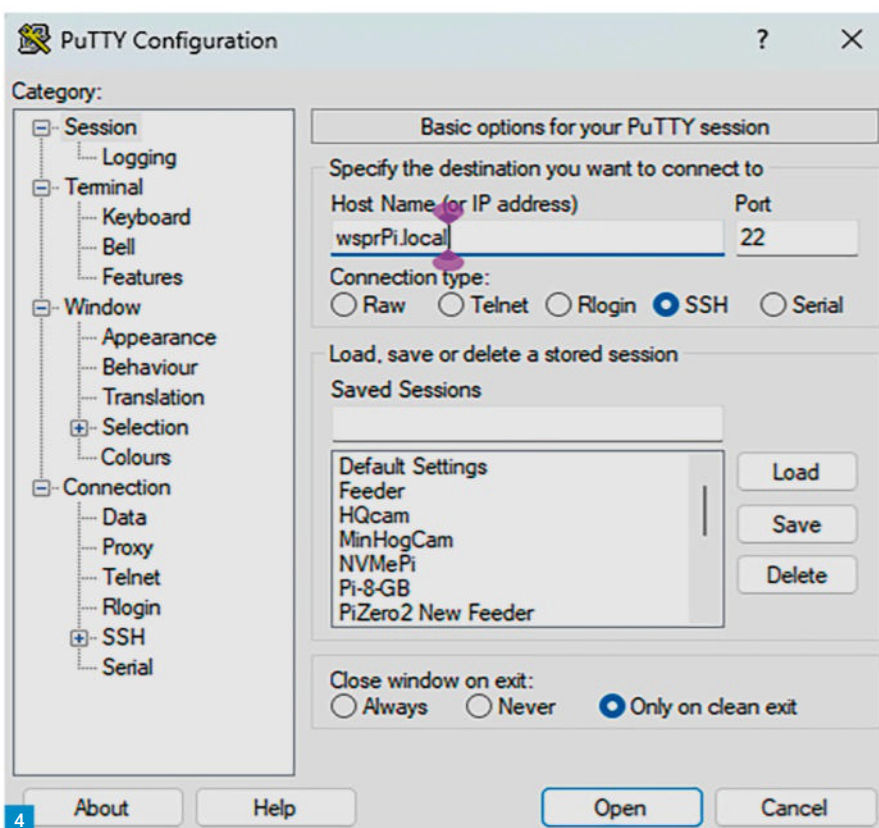 PuTTY Configuration
?
Category:
Session
Logging
Terminal
Keyboard
Bell
Features
Window
Appearance
Behaviour
Translation
Selection
Colours
Connection
Data
Proxy
Telnet
Rlogin
SSH
Serial
Basic options for your PuTTY session
Specify the destination you want to connect to
Host Name (or IP address) Port
wsprPi.local 22
Connection type:
Raw Telnet Rlogin SSH Serial
Load, save or delete a stored session
Saved Sessions
Default Settings
Feeder
HQcam
MinHogCam
NVMePi
Pi-8-GB
PiZero2 New Feeder
Load
Save
Delete
Close window on exit:
Always Never Only on clean exit
About Help Open Cancel
4